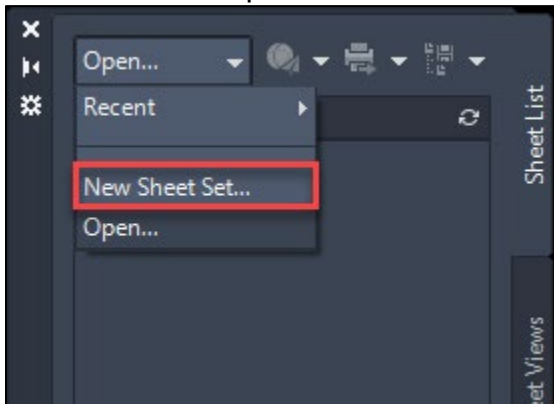 Open...
Recent
New Sheet Set...
Open...
Sheet List
et Views